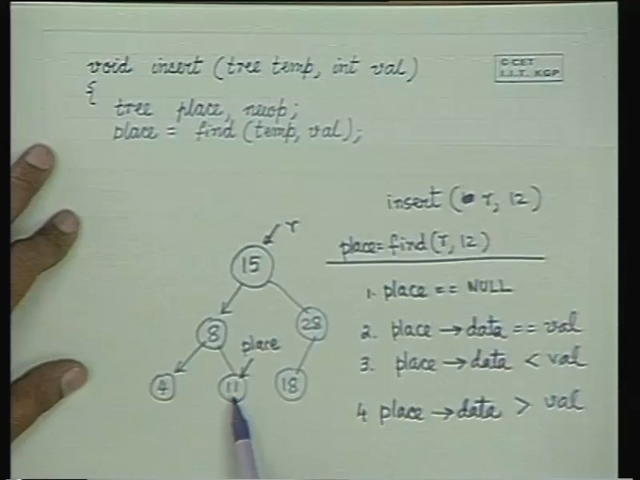 void insert (tree temp, int val)
{
tree place, newp;
place = find (temp, val);
© CET
I.I.T. KGP
insert ( r, 12)
place=find(r, 12)
1. place == NULL
2. place → data == val
3. place → data < val
4 place → data > val
r
15
8
28
place
4
11
18